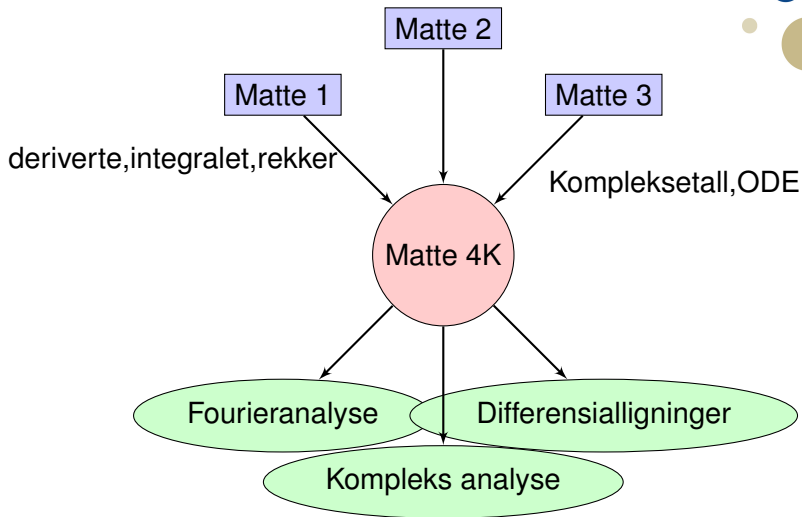 Matte 2
Matte 1
Matte 3
deriverte,integralet,rekker
Kompleksetall,ODE
Matte 4K
Fourieranalyse
Differensialligninger
Kompleks analyse